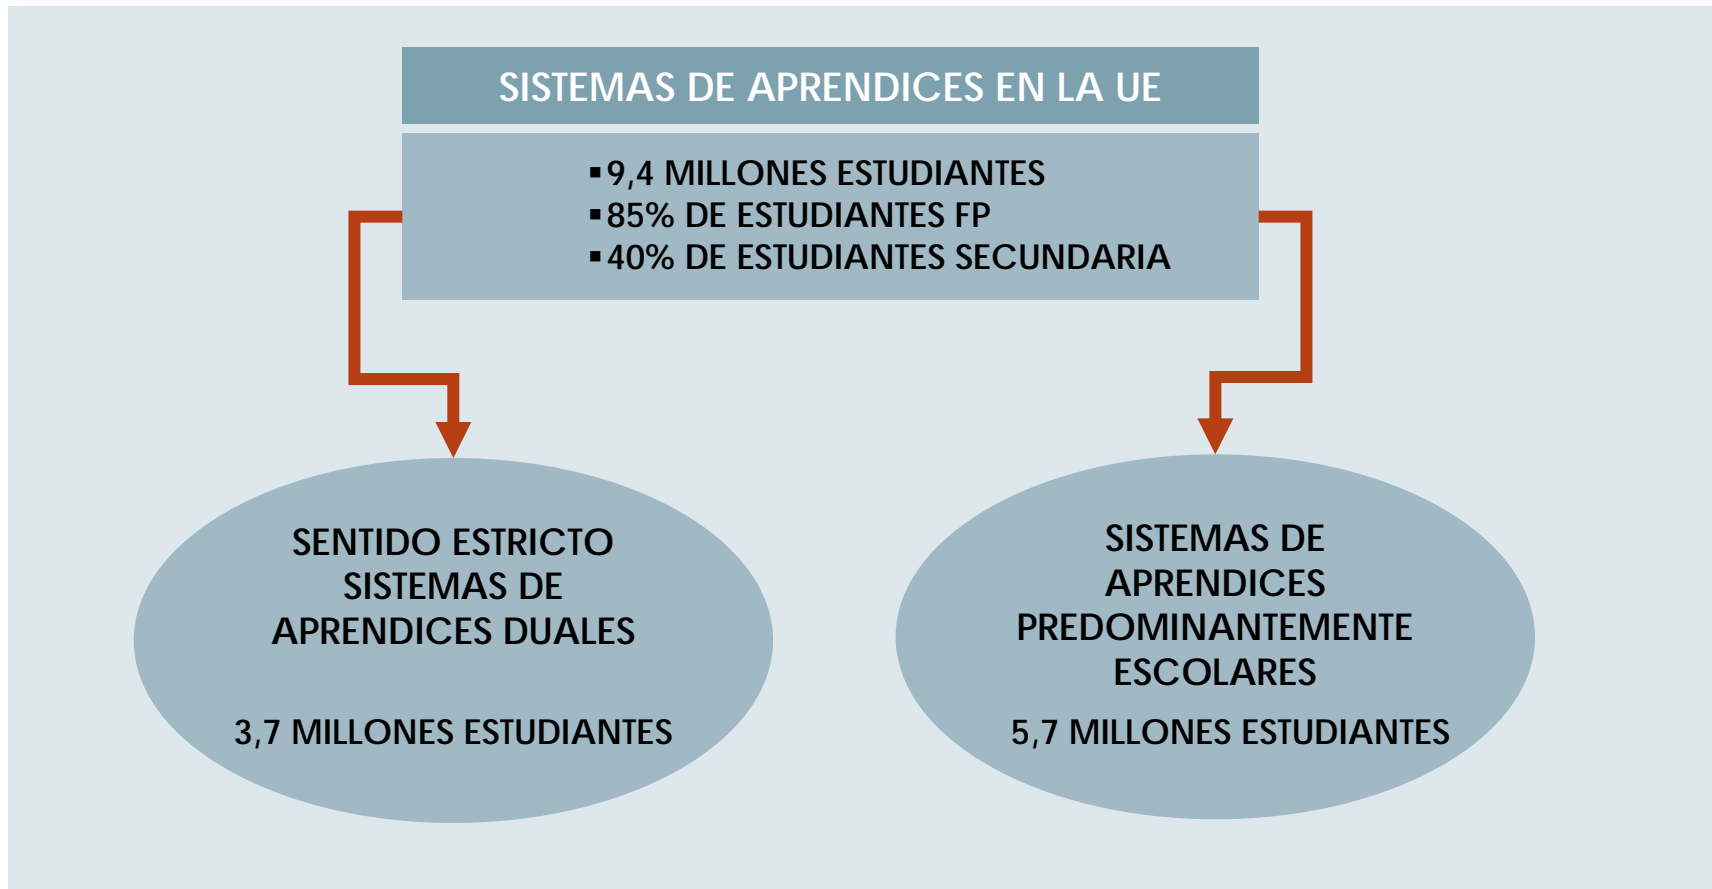 SISTEMAS DE APRENDICES EN LA UE
▪9,4 MILLONES ESTUDIANTES
▪85% DE ESTUDIANTES FP
▪40% DE ESTUDIANTES SECUNDARIA
SENTIDO ESTRICTO
SISTEMAS DE
APRENDICES DUALES
3,7 MILLONES ESTUDIANTES
SISTEMAS DE
APRENDICES
PREDOMINANTEMENTE
ESCOLARES
5,7 MILLONES ESTUDIANTES